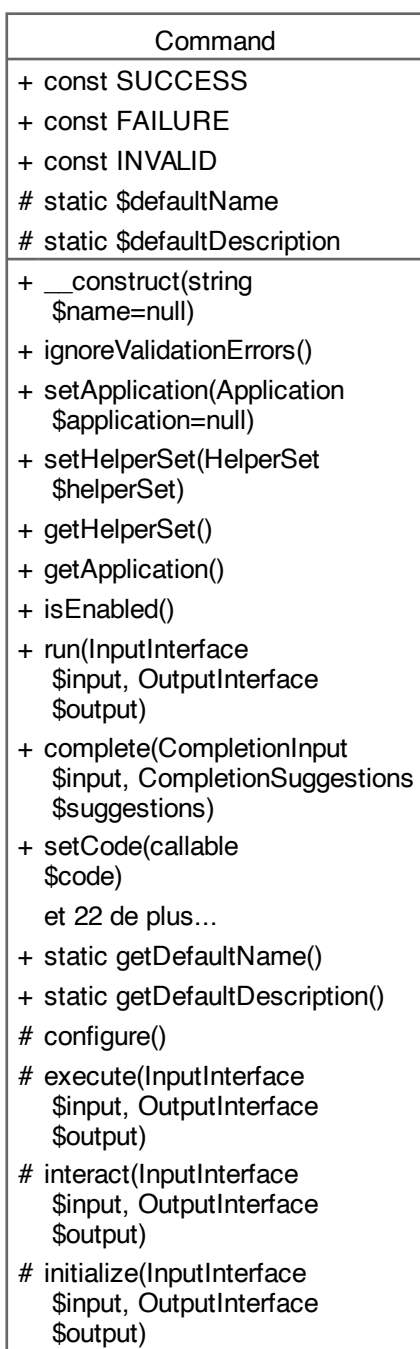 Command
+ const SUCCESS
+ const FAILURE
+ const INVALID
# static $defaultName
# static $defaultDescription
+ __construct(string
$name=null)
+ ignoreValidationErrors()
+ setApplication(Application
$application=null)
+ setHelperSet(HelperSet
$helperSet)
+ getHelperSet()
+ getApplication()
+ isEnabled()
+ run(InputInterface
$input, OutputInterface
$output)
+ complete(CompletionInput
$input, CompletionSuggestions
$suggestions)
+ setCode(callable
$code)
et 22 de plus...
+ static getDefaultName()
+ static getDefaultDescription()
# configure()
# execute(InputInterface
$input, OutputInterface
$output)
# interact(InputInterface
$input, OutputInterface
$output)
# initialize(InputInterface
$input, OutputInterface
$output)